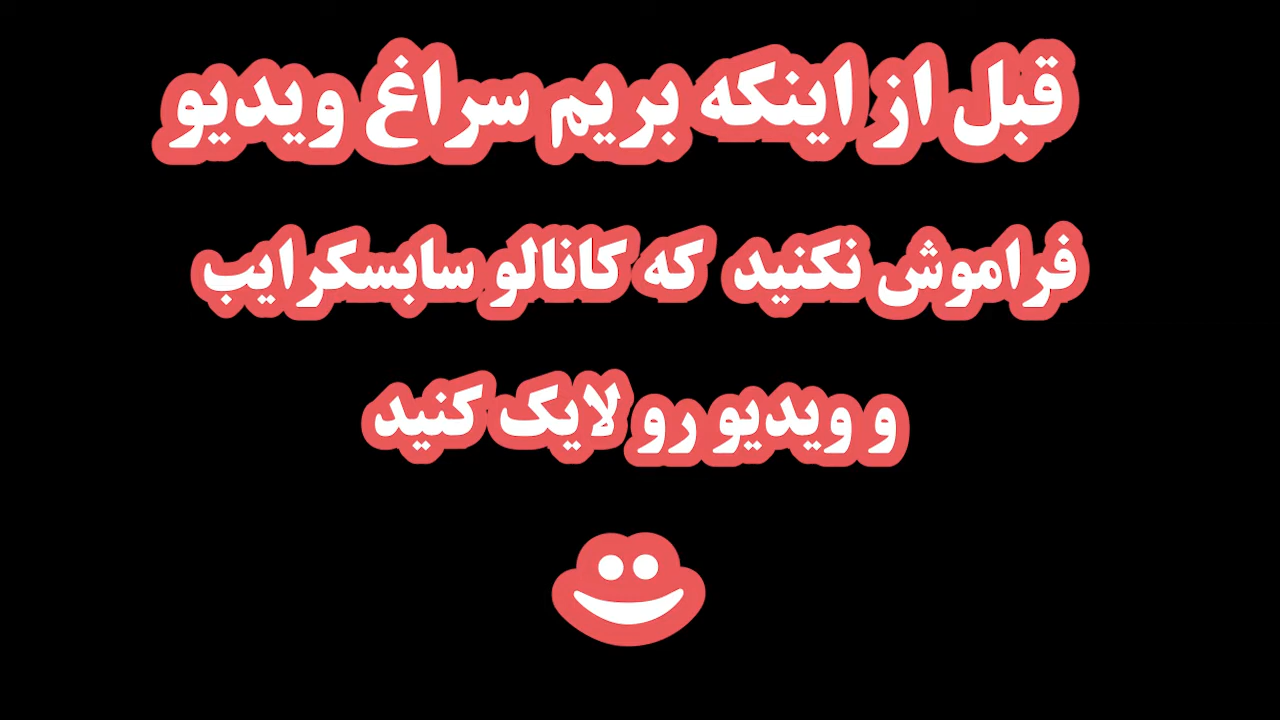 قبل از اینکه بریم سراغ ویدیو
فراموش نکنید که کانالو سابسکرایب
و ویدیو رو لایک کنید